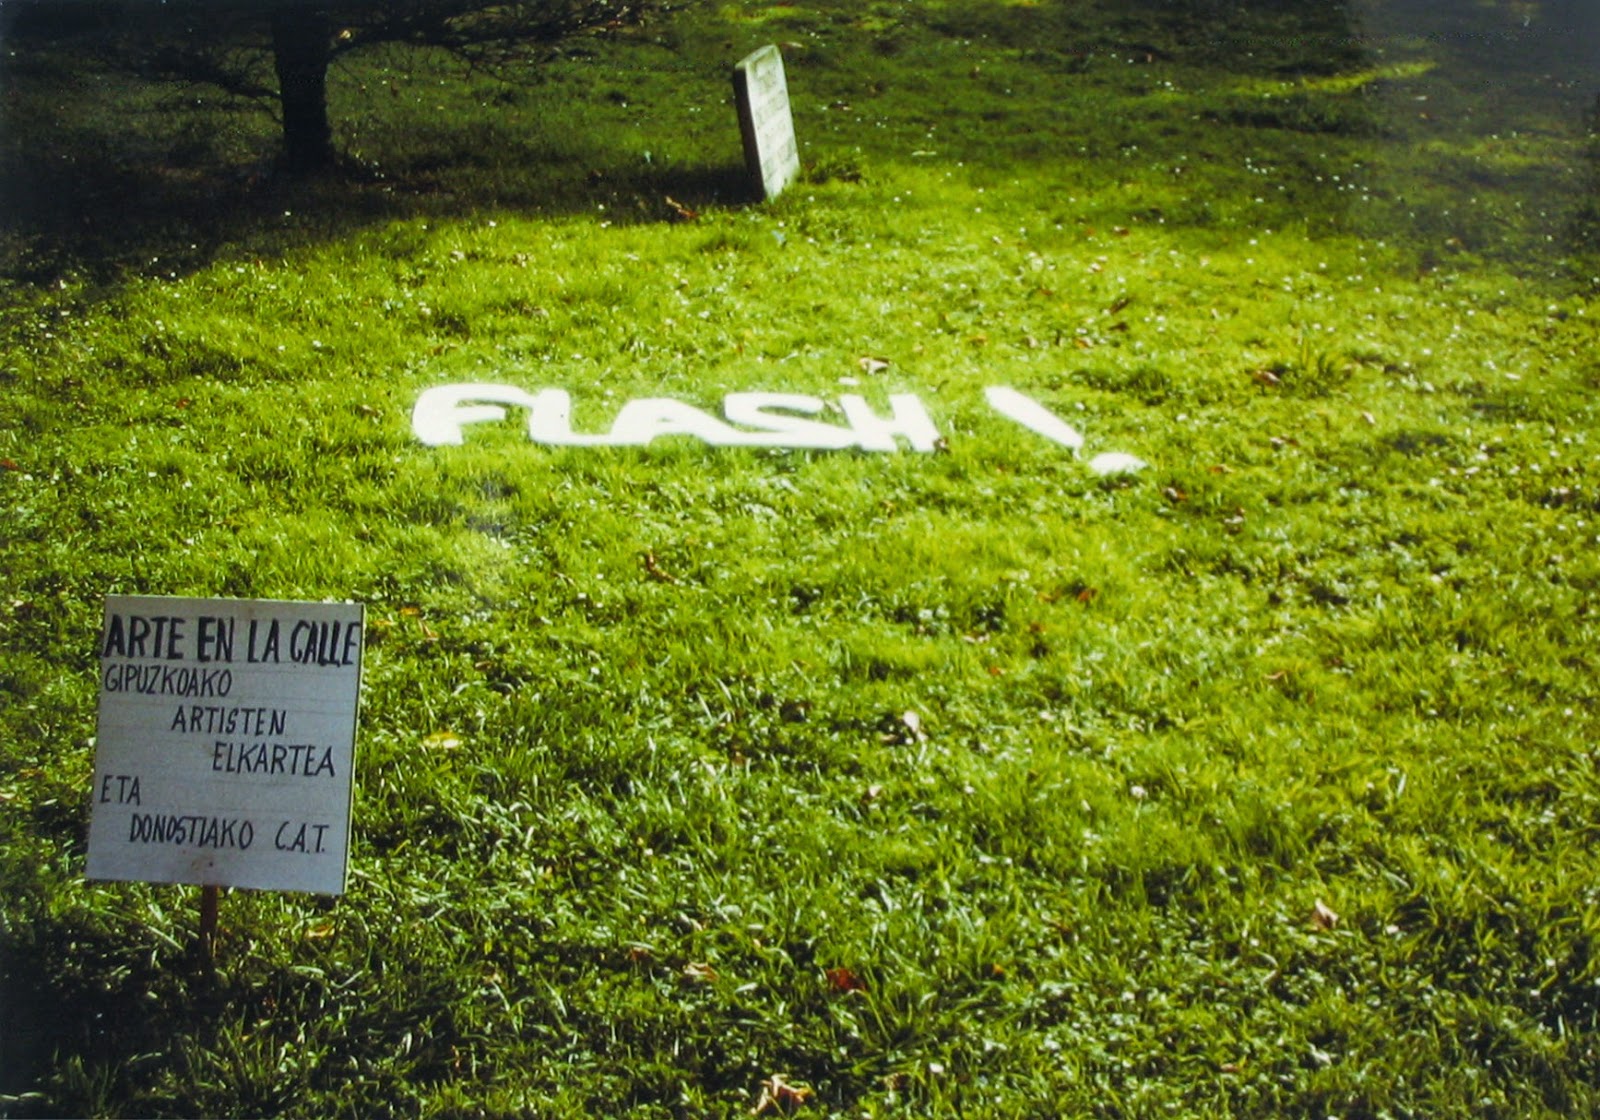 FLASH !
ARTE EN LA CALLE
GIPUZKOAKO
ARTISTEN
ELKARTEA
ETA
DONOSTIAKO C.A.T.